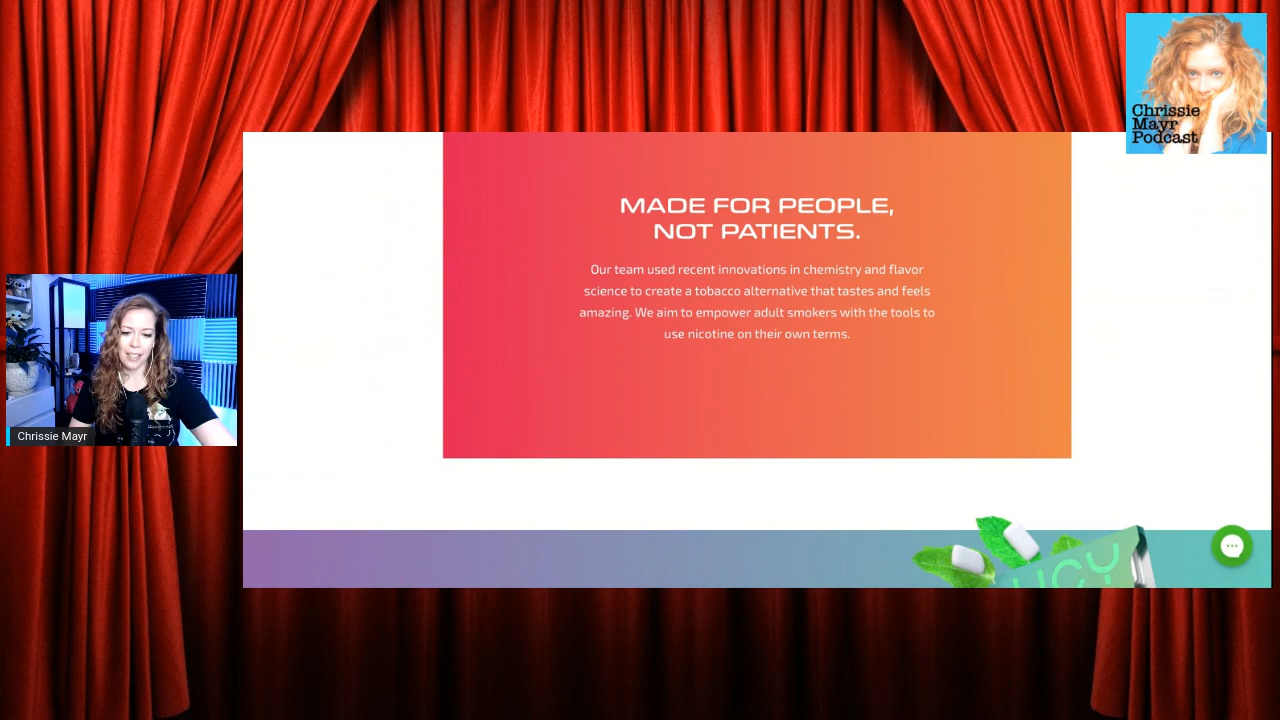 Chrissie
Mayr
Podcast
MADE FOR PEOPLE,
NOT PATIENTS.
Our team used recent innovations in chemistry and flavor
science to create a tobacco alternative that tastes and feels
amazing. We aim to empower adult smokers with the tools to
use nicotine on their own terms.
Chrissie Mayr
UCY